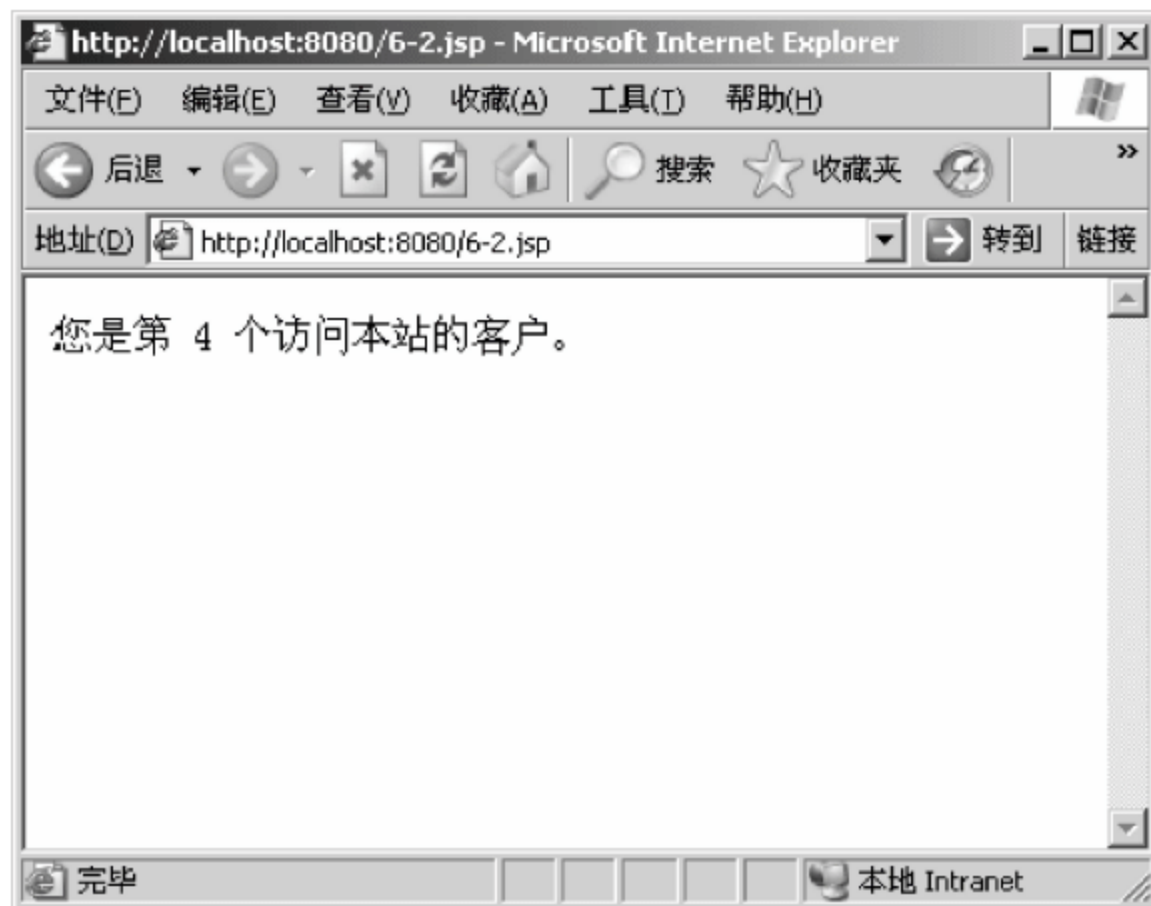 http://localhost:8080/6-2.jsp - Microsoft Internet Explorer
文件(F) 编辑(E) 查看(V) 收藏(A) 工具(T) 帮助(H)
后退 搜索 收藏夹 »
地址(D) http://localhost:8080/6-2.jsp 转到 链接
您是第 4 个访问本站的客户。
完毕 本地 Intranet